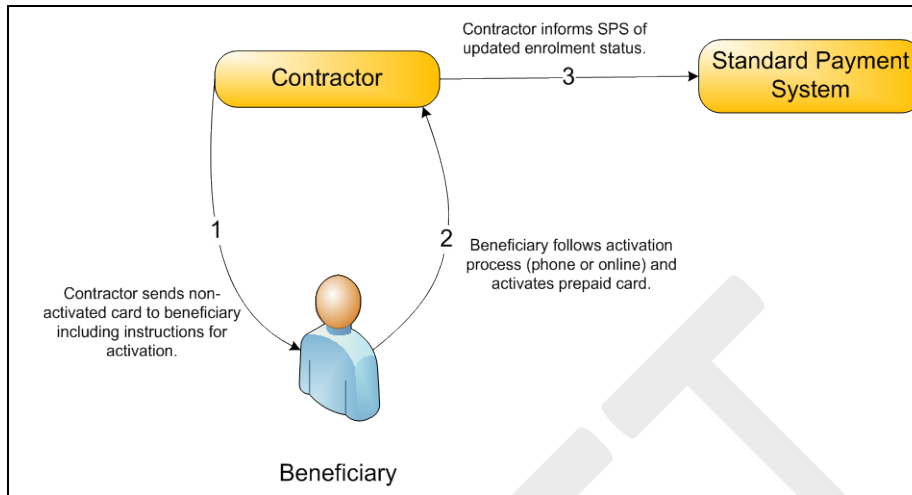 Contractor informs SPS of
updated enrolment status.
Contractor
3
Standard Payment
System
1
2
Beneficiary follows activation
process (phone or online) and
activates prepaid card.
Contractor sends non-
activated card to beneficiary
including instructions for
activation.
Beneficiary